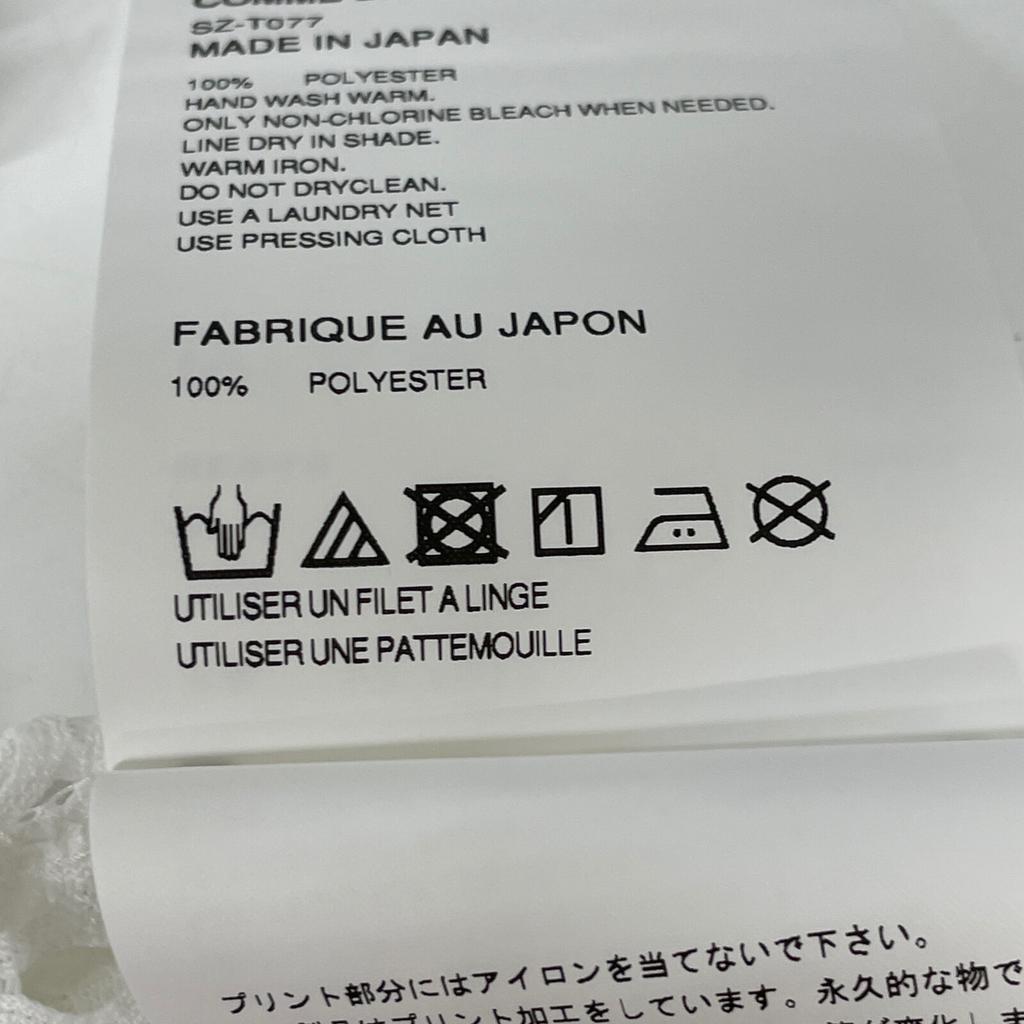 SZ-T077
MADE IN JAPAN
100% POLYESTER
HAND WASH WARM.
ONLY NON-CHLORINE BLEACH WHEN NEEDED.
LINE DRY IN SHADE.
WARM IRON.
DO NOT DRYCLEAN.
USE A LAUNDRY NET
USE PRESSING CLOTH
FABRIQUE AU JAPON
100% POLYESTER
UTILISER UN FILET A LINGE
UTILISER UNE PATTEMOUILLE
プリント部分にはアイロンを当てないで下さい。
はプリント加工をしています。永久的な物で